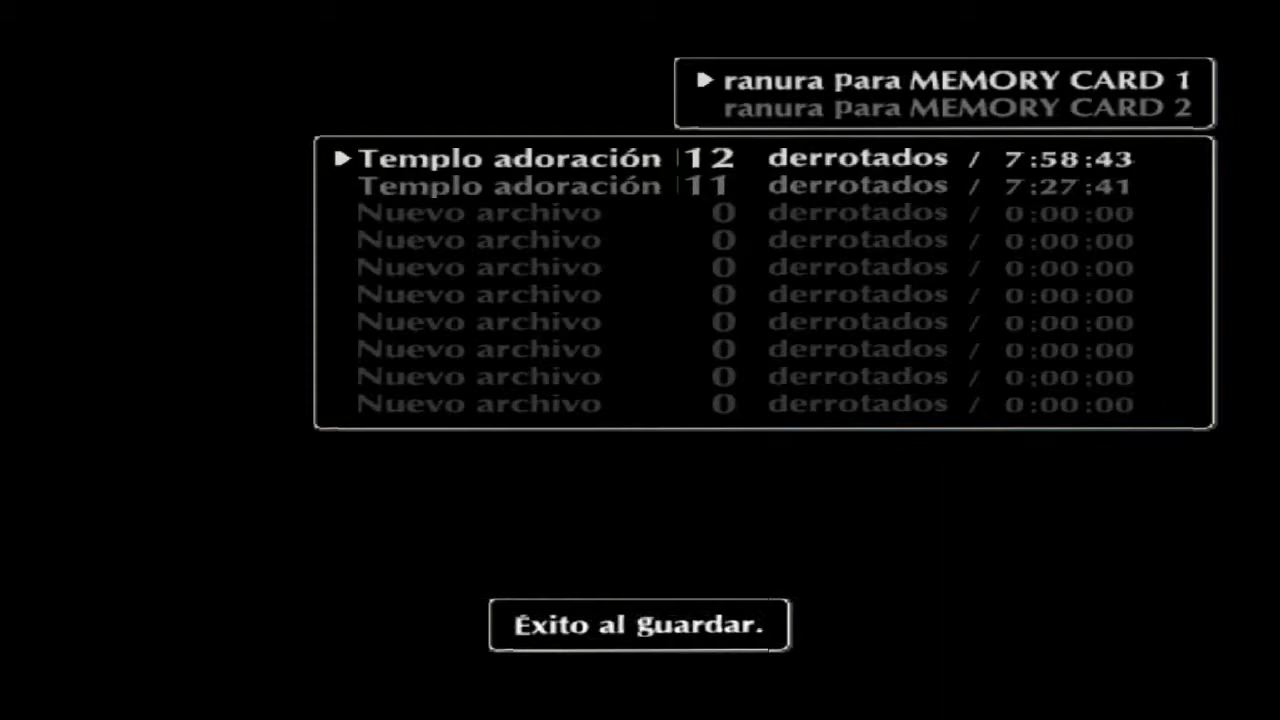 ranura para MEMORY CARD 1
ranura para MEMORY CARD 2
Templo adoración 12 derrotados / 7:58:43
Templo adoración 11 derrotados / 7:27:41
Nuevo archivo 0 derrotados / 0:00:00
Nuevo archivo 0 derrotados / 0:00:00
Nuevo archivo 0 derrotados / 0:00:00
Nuevo archivo 0 derrotados / 0:00:00
Nuevo archivo 0 derrotados / 0:00:00
Nuevo archivo 0 derrotados / 0:00:00
Nuevo archivo 0 derrotados / 0:00:00
Nuevo archivo 0 derrotados / 0:00:00
Éxito al guardar.